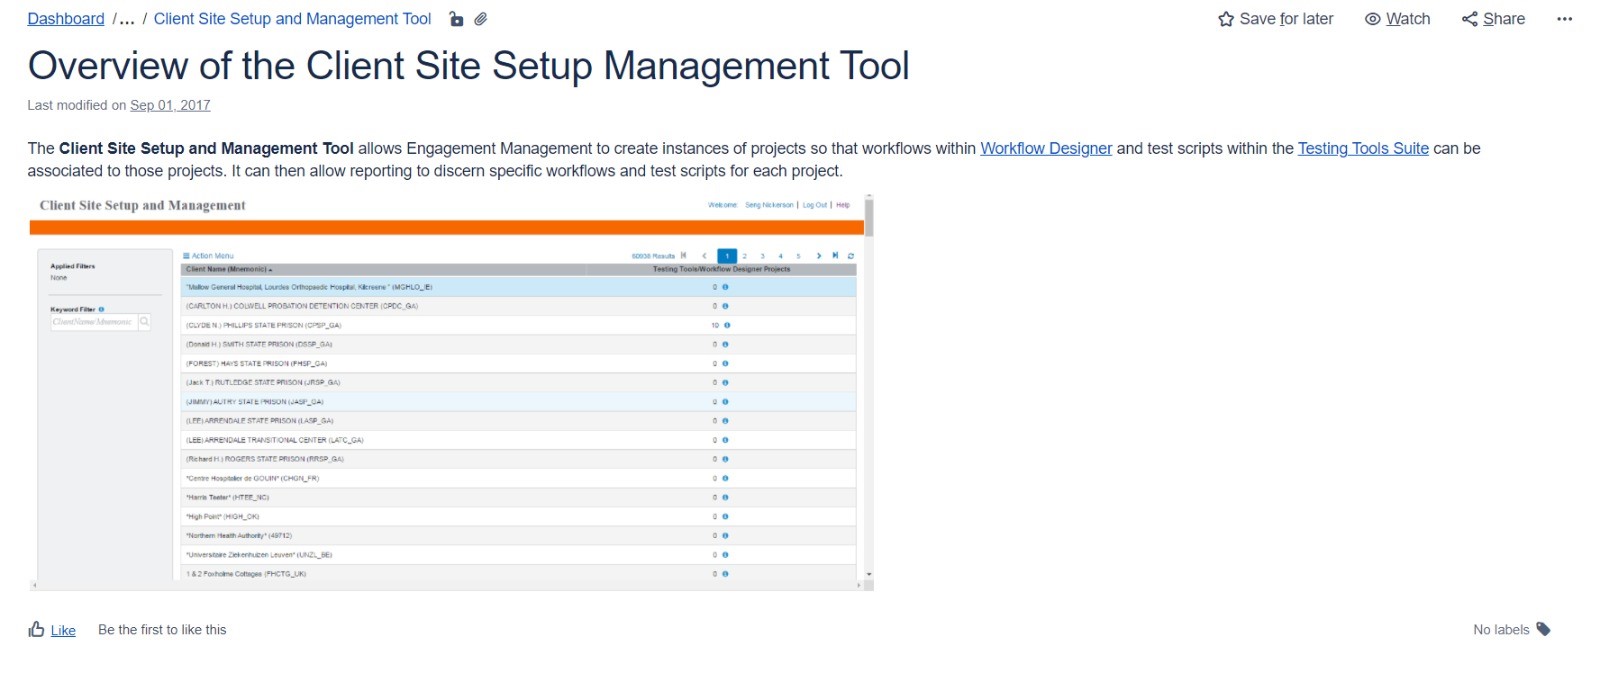 Dashboard /... / Client Site Setup and Management Tool
Save for later Watch Share ...
Overview of the Client Site Setup Management Tool
Last modified on Sep 01, 2017
The Client Site Setup and Management Tool allows Engagement Management to create instances of projects so that workflows within Workflow Designer and test scripts within the Testing Tools Suite can be
associated to those projects. It can then allow reporting to discern specific workflows and test scripts for each project.
Client Site Setup and Management
Welcome: Seng Nickerson | Log Out | Help
Action Menu
Results 1 2 3 4 5
Applied Filters
None
Keyword Filter
ClientName/Mnemonic
Client Name (Mnemonic) Testing Tools/Workflow Designer Projects
"Mallow General Hospital, Lourdes Orthopaedic Hospital, Kilcreene " (MGHLO_IE) 0
(CARLTON H.) COLWELL PROBATION DETENTION CENTER (CPDC_GA) 0
(CLYDE N.) PHILLIPS STATE PRISON (CPSP_GA) 10
(Donald H.) SMITH STATE PRISON (DSSP_GA) 0
(FOREST) HAYS STATE PRISON (FHSP_GA) 0
(Jack T.) RUTLEDGE STATE PRISON (JRSP_GA) 0
(JIMMY) AUTRY STATE PRISON (JASP_GA) 0
(LEE) ARRENDALE STATE PRISON (LASP_GA) 0
(LEE) ARRENDALE TRANSITIONAL CENTER (LATC_GA) 0
(Richard H.) ROGERS STATE PRISON (RRSP_GA) 0
*Centre Hospitalier de GOUIN* (CHGN_FR) 0
*Harris Teeter* (HTEE_NC) 0
*High Point* (HIGH_OK) 0
*Northern Health Authority* (49712) 0
*Universitaire Ziekenhuizen Leuven* (UNZL_BE) 0
1 & 2 Foxholme Cottages (FHCTG_UK) 0
Like Be the first to like this
No labels